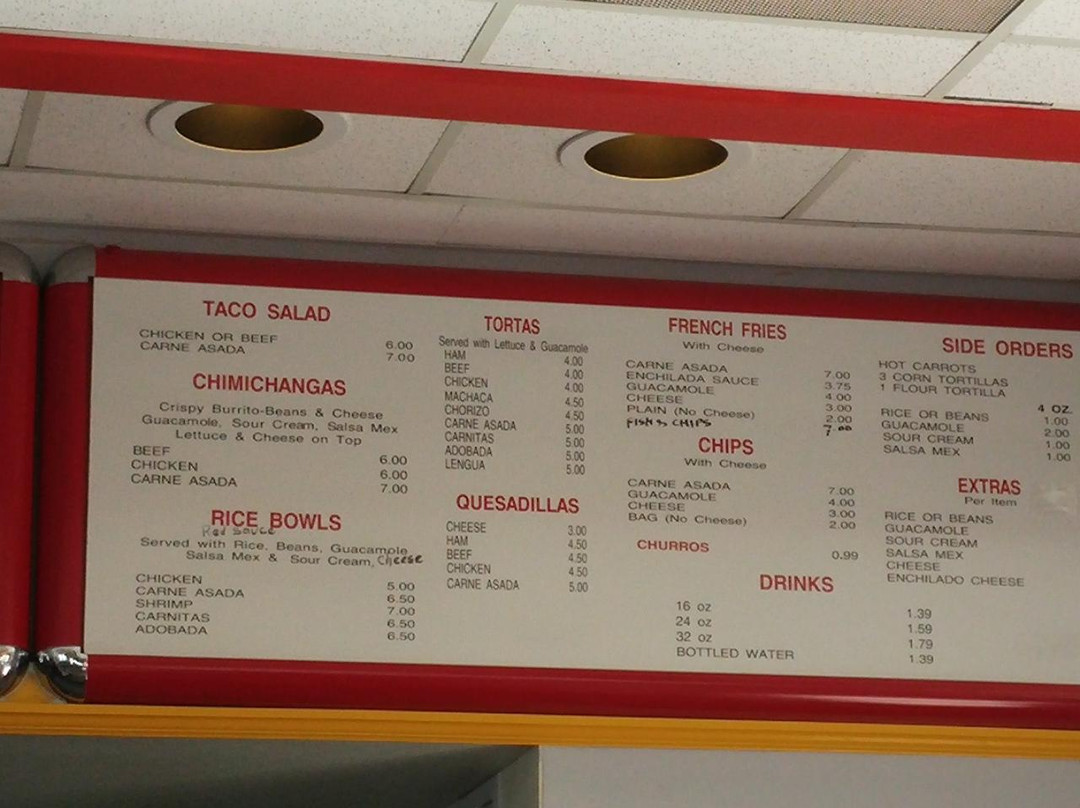 TACO SALAD
CHICKEN OR BEEF 6.00
CARNE ASADA 7.00
CHIMICHANGAS
Crispy Burrito-Beans & Cheese
Guacamole, Sour Cream, Salsa Mex
Lettuce & Cheese on Top
BEEF 6.00
CHICKEN 6.00
CARNE ASADA 7.00
RICE BOWLS
Red Sauce
Served with Rice, Beans, Guacamole
Salsa Mex & Sour Cream, Cheese
CHICKEN 5.00
CARNE ASADA 6.50
SHRIMP 7.00
CARNITAS 6.50
ADOBADA 6.50
TORTAS
Served with Lettuce & Guacamole
HAM 4.00
BEEF 4.00
CHICKEN 4.00
MACHACA 4.50
CHORIZO 4.50
CARNE ASADA 5.00
CARNITAS 5.00
ADOBADA 5.00
LENGUA 5.00
QUESADILLAS
CHEESE 3.00
HAM 4.50
BEEF 4.50
CHICKEN 4.50
CARNE ASADA 5.00
FRENCH FRIES
With Cheese
CARNE ASADA 7.00
ENCHILADA SAUCE 3.75
GUACAMOLE 4.00
CHEESE 3.00
PLAIN (No Cheese) 2.00
FISH & CHIPS 7.00
CHIPS
With Cheese
CARNE ASADA 7.00
GUACAMOLE 4.00
CHEESE 3.00
BAG (No Cheese) 2.00
CHURROS 0.99
DRINKS
16 oz 1.39
24 oz 1.59
32 oz 1.79
BOTTLED WATER 1.39
SIDE ORDERS
HOT CARROTS
3 CORN TORTILLAS
1 FLOUR TORTILLA
4 OZ.
RICE OR BEANS 1.00
GUACAMOLE 2.00
SOUR CREAM 1.00
SALSA MEX 1.00
EXTRAS
Per Item
RICE OR BEANS
GUACAMOLE
SOUR CREAM
SALSA MEX
CHEESE
ENCHILADO CHEESE